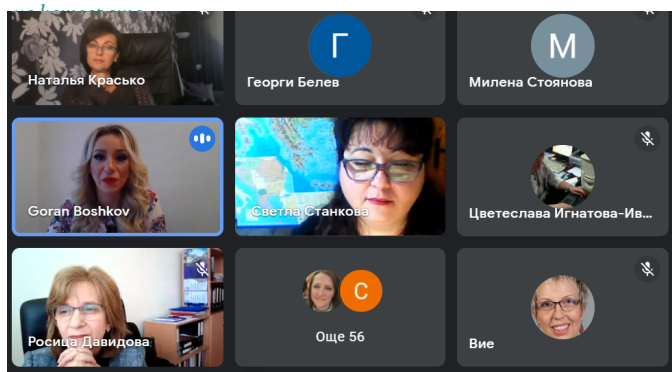 Наталья Красько
Г
Георги Белев
М
Милена Стоянова
Goran Boshkov
Светла Станкова
Цветеслава Игнатова-Ив...
Росица Давидова
С
Още 56
Вие